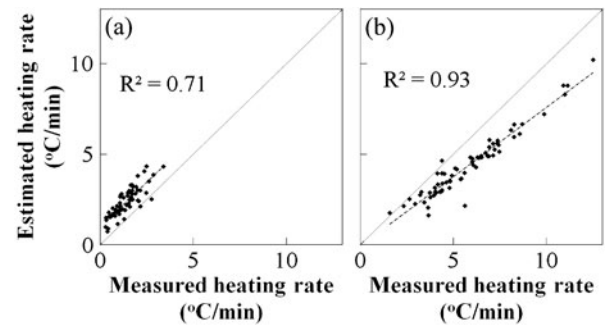 (a)
(b)
R² = 0.71
R² = 0.93
Estimated heating rate
(°C/min)
10
5
0
0
5
10
5
10
Measured heating rate
(°C/min)
Measured heating rate
(°C/min)